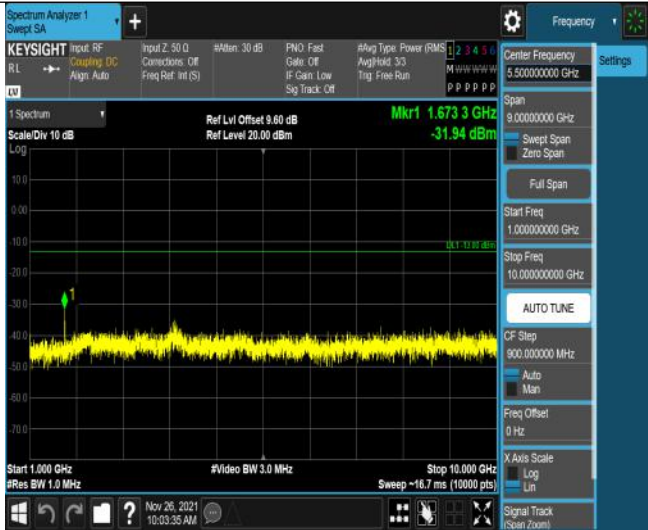 Spectrum Analyzer 1
Swept SA
Frequency
KEYSIGHT
RL
Input: RF
Coupling: DC
Align: Auto
Input Z: 50 Ω
Corrections: Off
Freq Ref: Int (S)
#Atten: 30 dB
PNO: Fast
Gate: Off
IF Gain: Low
Sig Track: Off
#Avg Type: Power (RMS
Avg|Hold: 3/3
Trig: Free Run
1 2 3 4 5 6
M W W W W W
P P P P P P
LV
1 Spectrum
Scale/Div 10 dB
Log
Ref Lvl Offset 9.60 dB
Ref Level 20.00 dBm
Mkr1 1.673 3 GHz
-31.94 dBm
10.0
0.00
-10.0
DL1 -13.00 dBm
-20.0
-30.0
1
-40.0
-50.0
-60.0
-70.0
Start 1.000 GHz
#Res BW 1.0 MHz
#Video BW 3.0 MHz
Stop 10.000 GHz
Sweep ~16.7 ms (10000 pts)
Center Frequency
5.500000000 GHz
Settings
Span
9.00000000 GHz
Swept Span
Zero Span
Full Span
Start Freq
1.000000000 GHz
Stop Freq
10.000000000 GHz
AUTO TUNE
CF Step
900.000000 MHz
Auto
Man
Freq Offset
0 Hz
X Axis Scale
Log
Lin
Signal Track
(Span Zoom)
?
Nov 26, 2021
10:03:35 AM